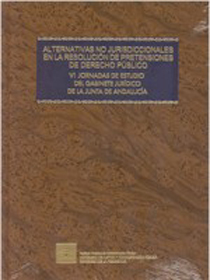 ALTERNATIVAS NO JURISDICCIONALES
EN LA RESOLUCIÓN DE PRETENSIONES
DE DERECHO PÚBLICO
VI JORNADAS DE ESTUDIO
DEL GABINETE JURÍDICO
DE LA JUNTA DE ANDALUCÍA